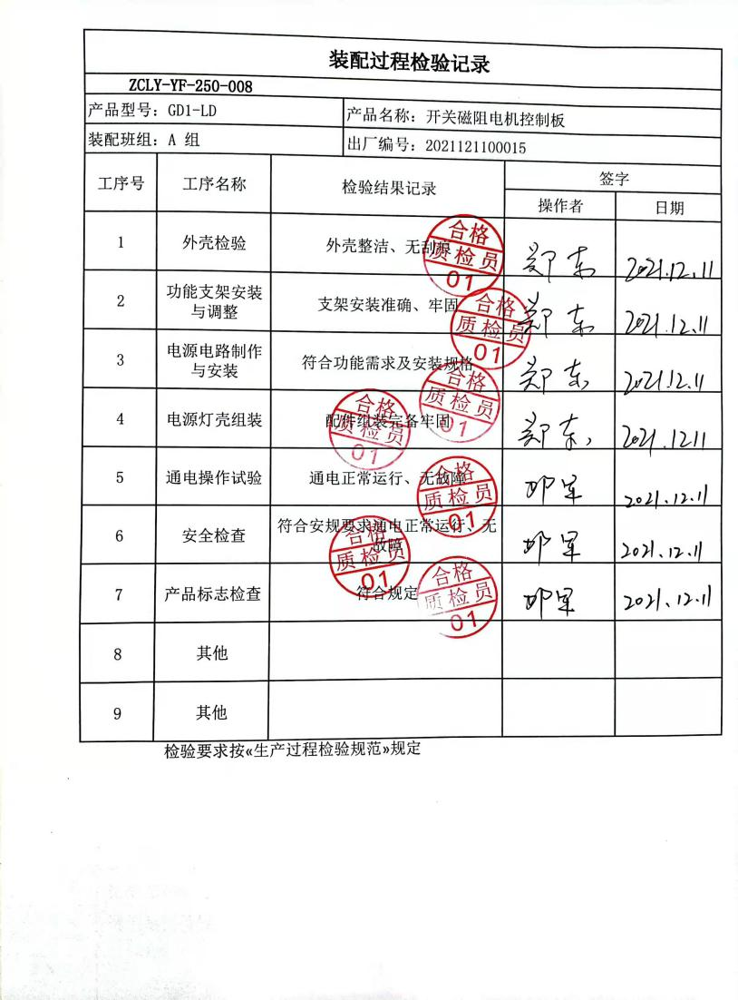 装配过程检验记录
ZCLY-YF-250-008
产品型号：GD1-LD 产品名称：开关磁阻电机控制板
装配班组：A 组 出厂编号：2021121100015
工序号 工序名称 检验结果记录 签字
操作者 日期
1 外壳检验 外壳整洁、无刮痕 郑东 2021.12.11
合格
质检员
01
2 功能支架安装
与调整 支架安装准确、牢固 郑东 2021.12.11
合格
质检员
01
3 电源电路制作
与安装 符合功能需求及安装规格 郑东 2021.12.11
合格
质检员
01
4 电源灯壳组装 配件组装完备牢固 郑东 2021.12.11
合格
质检员
01
5 通电操作试验 通电正常运行、无故障 2021.12.11
合格
质检员
01
6 安全检查 符合安规要求通电正常运行、无
故障 2021.12.11
合格
质检员
01
7 产品标志检查 符合规定 2021.12.11
合格
质检员
01
8 其他
9 其他
检验要求按«生产过程检验规范»规定